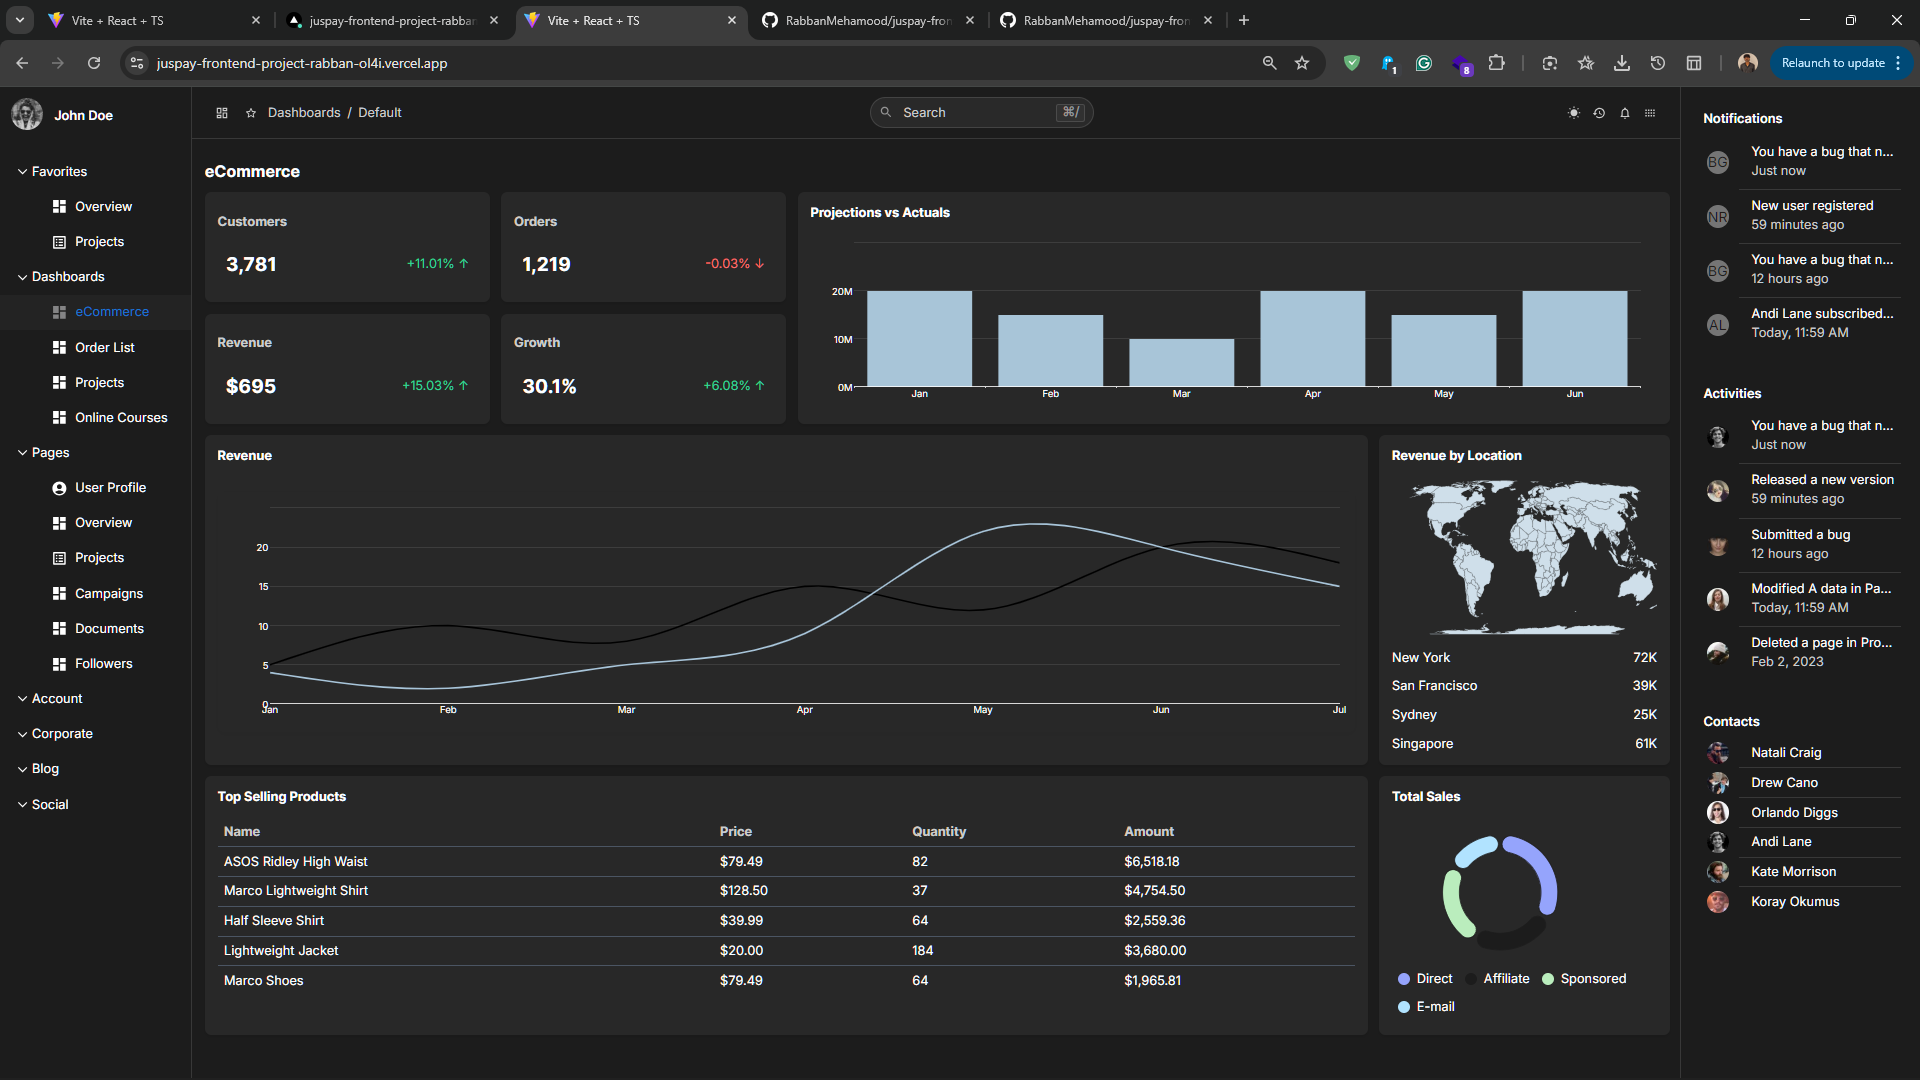 Vite + React + TS
juspay-frontend-project-rabban
Vite + React + TS
RabbanMehamood/juspay-fron
RabbanMehamood/juspay-fron
juspay-frontend-project-rabban-ol4i.vercel.app
1
8
Relaunch to update
John Doe
Favorites
Overview
Projects
Dashboards
eCommerce
Order List
Projects
Online Courses
Pages
User Profile
Overview
Projects
Campaigns
Documents
Followers
Account
Corporate
Blog
Social
Dashboards / Default
Search ⌘/
eCommerce
Customers
3,781 +11.01% ↑
Orders
1,219 -0.03% ↓
Revenue
$695 +15.03% ↑
Growth
30.1% +6.08% ↑
Projections vs Actuals
20M
10M
0M
Jan Feb Mar Apr May Jun
Revenue
20
15
10
5
0
Jan Feb Mar Apr May Jun Jul
Revenue by Location
New York 72K
San Francisco 39K
Sydney 25K
Singapore 61K
Top Selling Products
Name Price Quantity Amount
ASOS Ridley High Waist $79.49 82 $6,518.18
Marco Lightweight Shirt $128.50 37 $4,754.50
Half Sleeve Shirt $39.99 64 $2,559.36
Lightweight Jacket $20.00 184 $3,680.00
Marco Shoes $79.49 64 $1,965.81
Total Sales
Direct Affiliate Sponsored
E-mail
Notifications
BG You have a bug that n...
Just now
NR New user registered
59 minutes ago
BG You have a bug that n...
12 hours ago
AL Andi Lane subscribed...
Today, 11:59 AM
Activities
You have a bug that n...
Just now
Released a new version
59 minutes ago
Submitted a bug
12 hours ago
Modified A data in Pa...
Today, 11:59 AM
Deleted a page in Pro...
Feb 2, 2023
Contacts
Natali Craig
Drew Cano
Orlando Diggs
Andi Lane
Kate Morrison
Koray Okumus